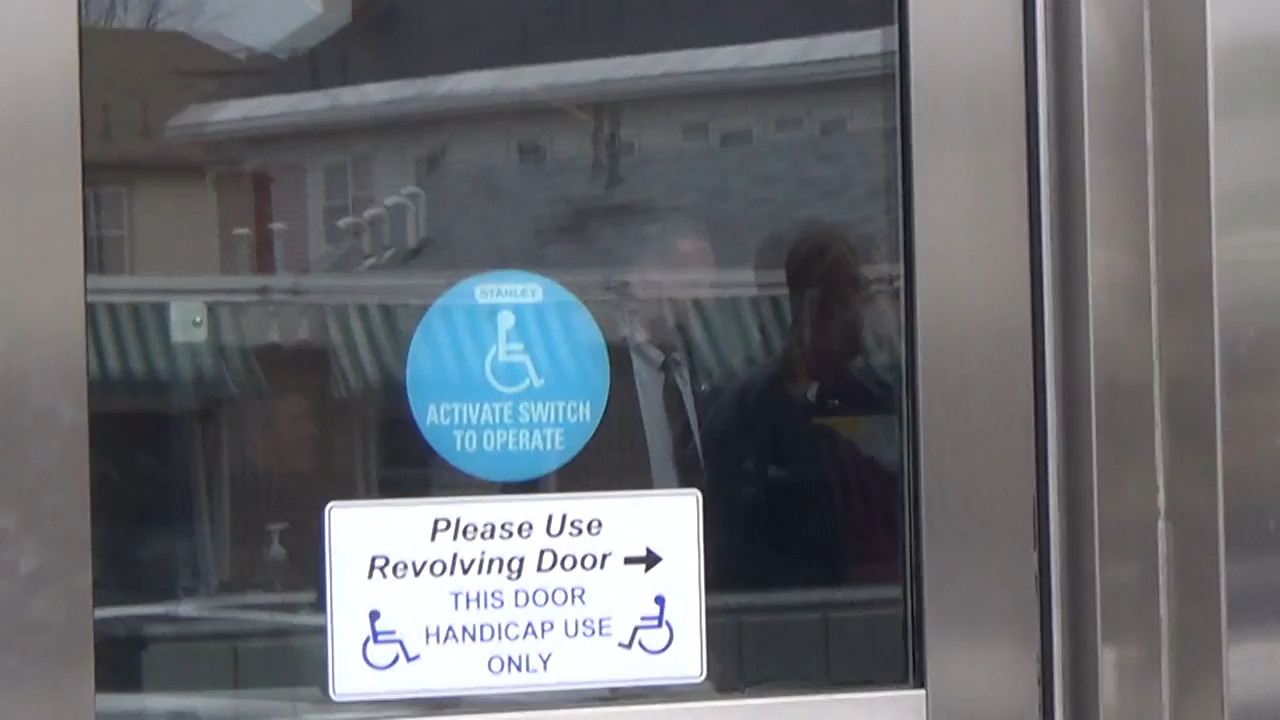 STANLEY
ACTIVATE SWITCH
TO OPERATE
Please Use
Revolving Door →
THIS DOOR
HANDICAP USE
ONLY